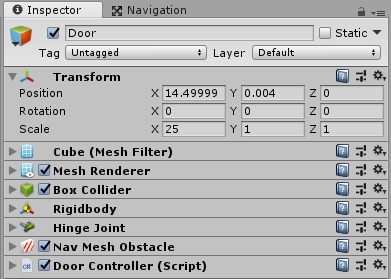 Inspector Navigation
Door Static
Tag Untagged Layer Default
Transform
Position X 14.49999 Y 0.004 Z 0
Rotation X 0 Y 0 Z 0
Scale X 25 Y 1 Z 1
Cube (Mesh Filter)
Mesh Renderer
Box Collider
Rigidbody
Hinge Joint
Nav Mesh Obstacle
Door Controller (Script)